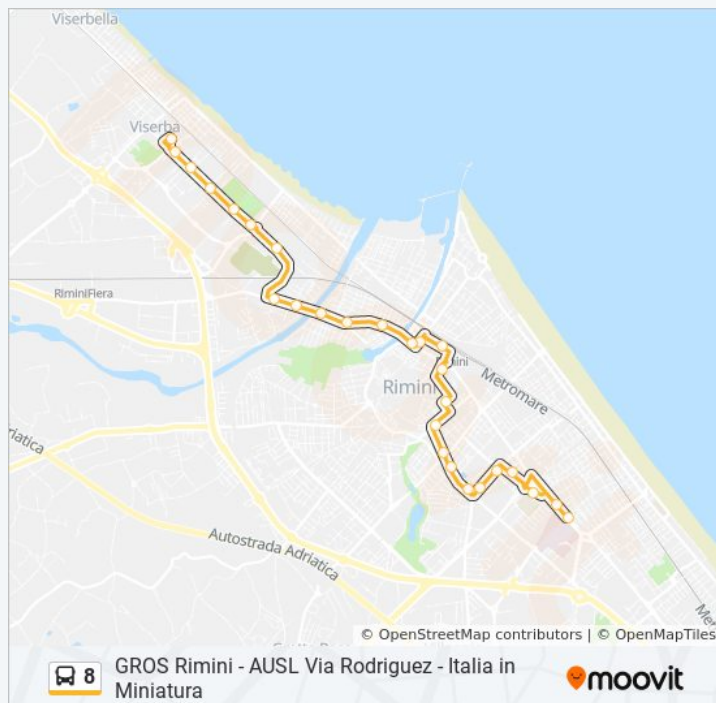 Viserbella
Viserba
RiminiFiera
Rimini
Metromare
Autostrada Adriatica
© OpenStreetMap contributors | © OpenMapTiles
8 GROS Rimini - AUSL Via Rodriguez - Italia in
Miniatura
moovit